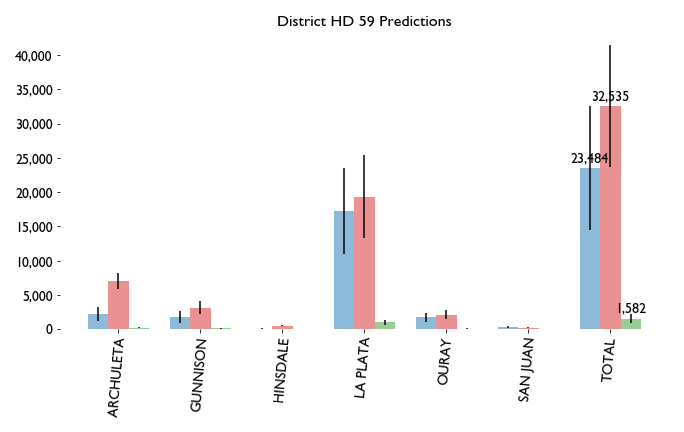 District HD 59 Predictions
40,000
35,000
30,000
25,000
20,000
15,000
10,000
5,000
0
32,535
23,484
1,582
ARCHULETA
GUNNISON
HINSDALE
LA PLATA
OURAY
SAN JUAN
TOTAL